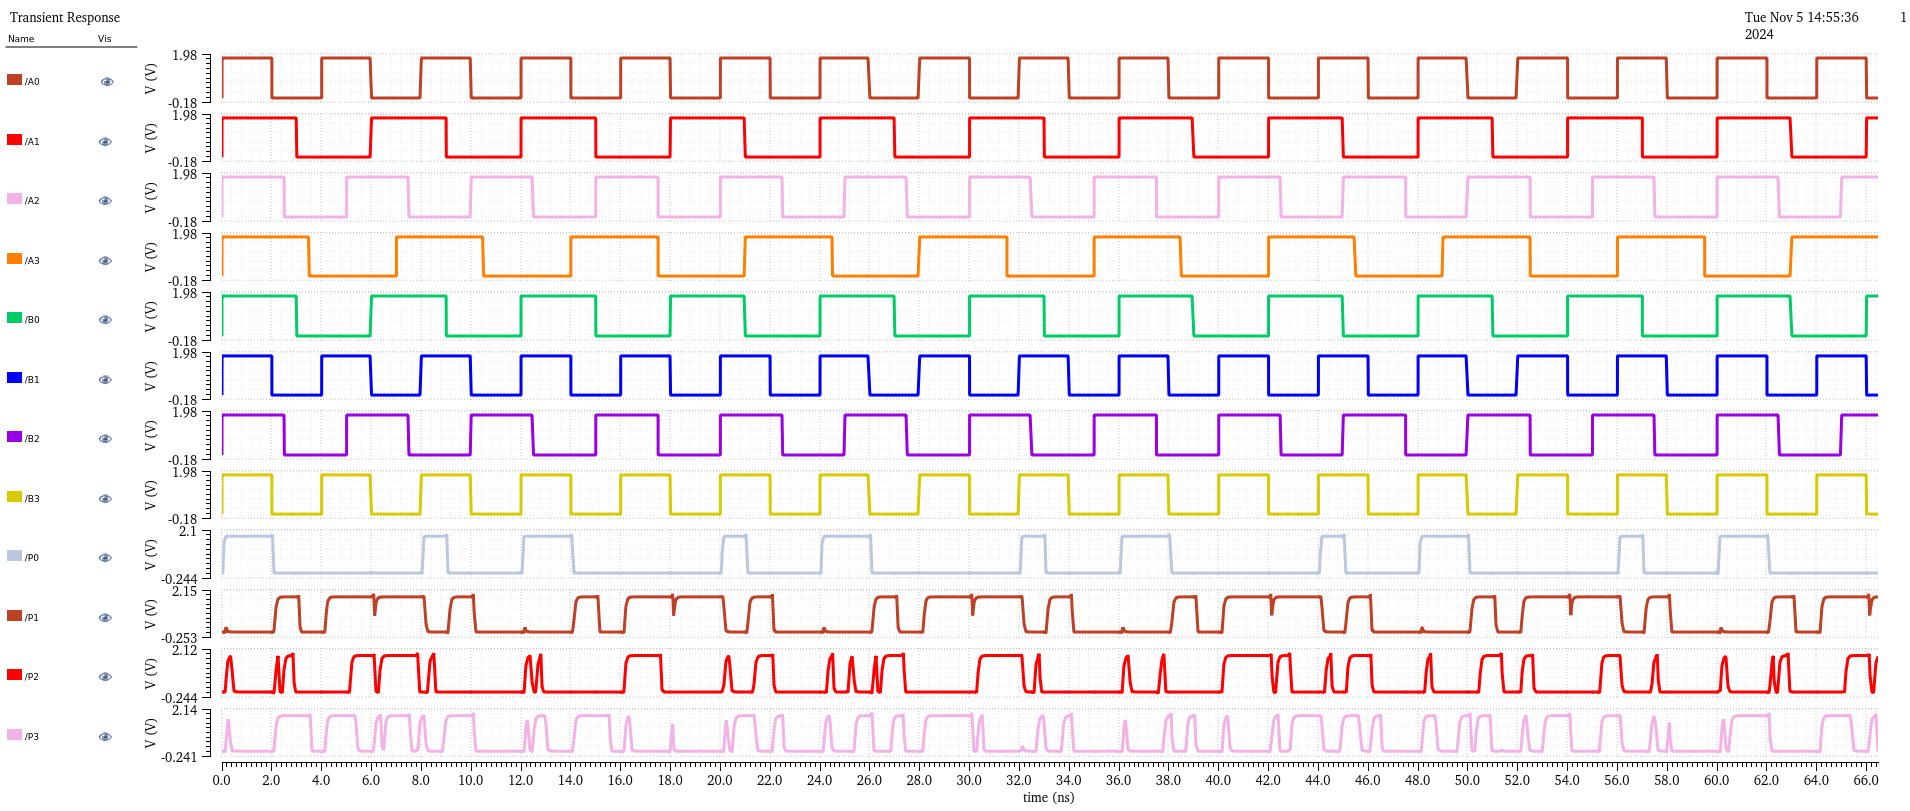 Transient Response
Tue Nov 5 14:55:36 1
2024
Name Vis
/A0 V (V) 1.98 -0.18
/A1 V (V) 1.98 -0.18
/A2 V (V) 1.98 -0.18
/A3 V (V) 1.98 -0.18
/B0 V (V) 1.98 -0.18
/B1 V (V) 1.98 -0.18
/B2 V (V) 1.98 -0.18
/B3 V (V) 1.98 -0.18
/P0 V (V) 2.1 -0.244
/P1 V (V) 2.15 -0.253
/P2 V (V) 2.12 -0.244
/P3 V (V) 2.14 -0.241
0.0 2.0 4.0 6.0 8.0 10.0 12.0 14.0 16.0 18.0 20.0 22.0 24.0 26.0 28.0 30.0 32.0 34.0 36.0 38.0 40.0 42.0 44.0 46.0 48.0 50.0 52.0 54.0 56.0 58.0 60.0 62.0 64.0 66.0
time (ns)